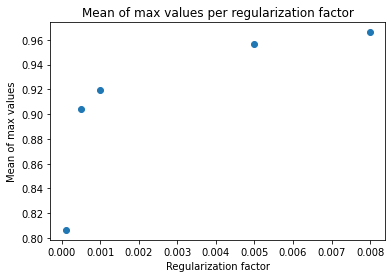 Mean of max values per regularization factor
0.96
0.94
0.92
0.90
0.88
0.86
0.84
0.82
0.80
Mean of max values
0.000 0.001 0.002 0.003 0.004 0.005 0.006 0.007 0.008
Regularization factor